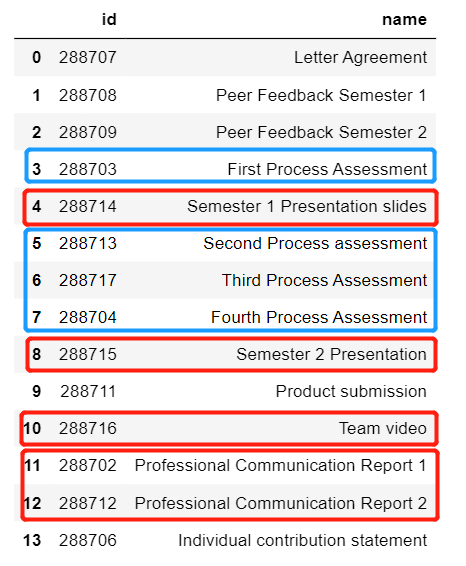 id name
0 288707 Letter Agreement
1 288708 Peer Feedback Semester 1
2 288709 Peer Feedback Semester 2
3 288703 First Process Assessment
4 288714 Semester 1 Presentation slides
5 288713 Second Process assessment
6 288717 Third Process Assessment
7 288704 Fourth Process Assessment
8 288715 Semester 2 Presentation
9 288711 Product submission
10 288716 Team video
11 288702 Professional Communication Report 1
12 288712 Professional Communication Report 2
13 288706 Individual contribution statement